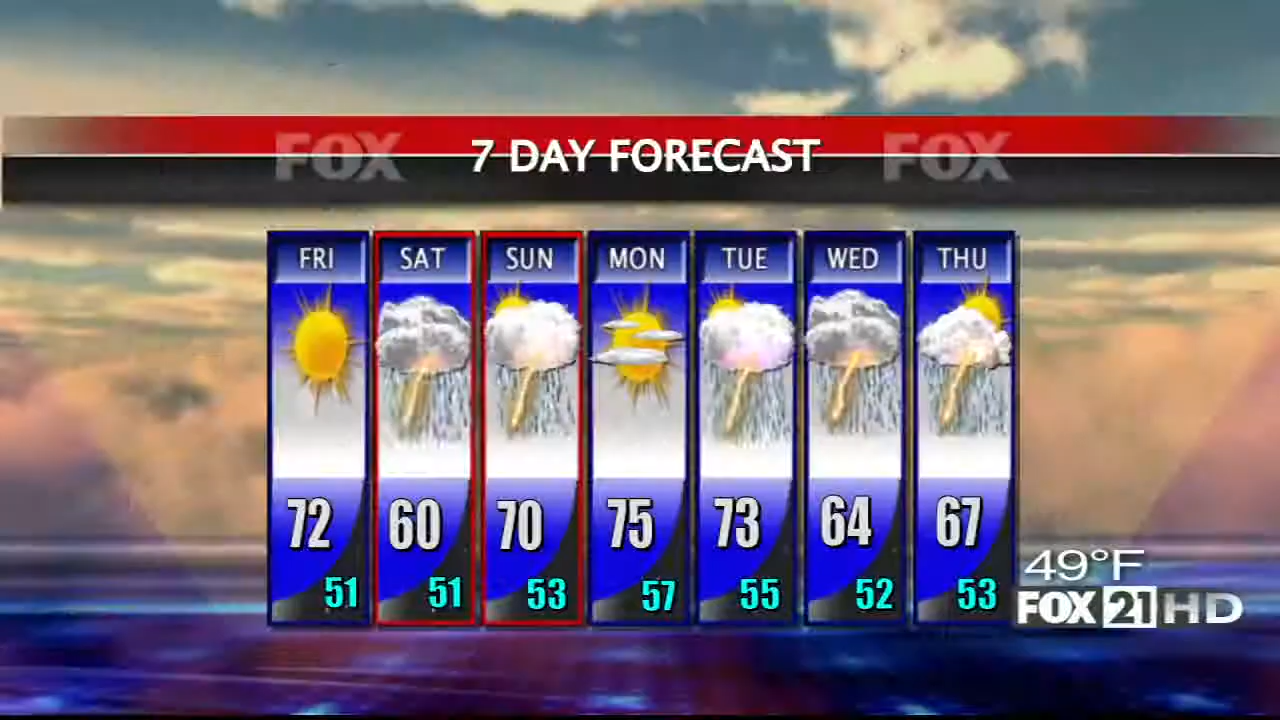 FOX 7 DAY FORECAST FOX
FRI SAT SUN MON TUE WED THU
72 60 70 75 73 64 67
51 51 53 57 55 52 53
49°F
FOX 21 HD